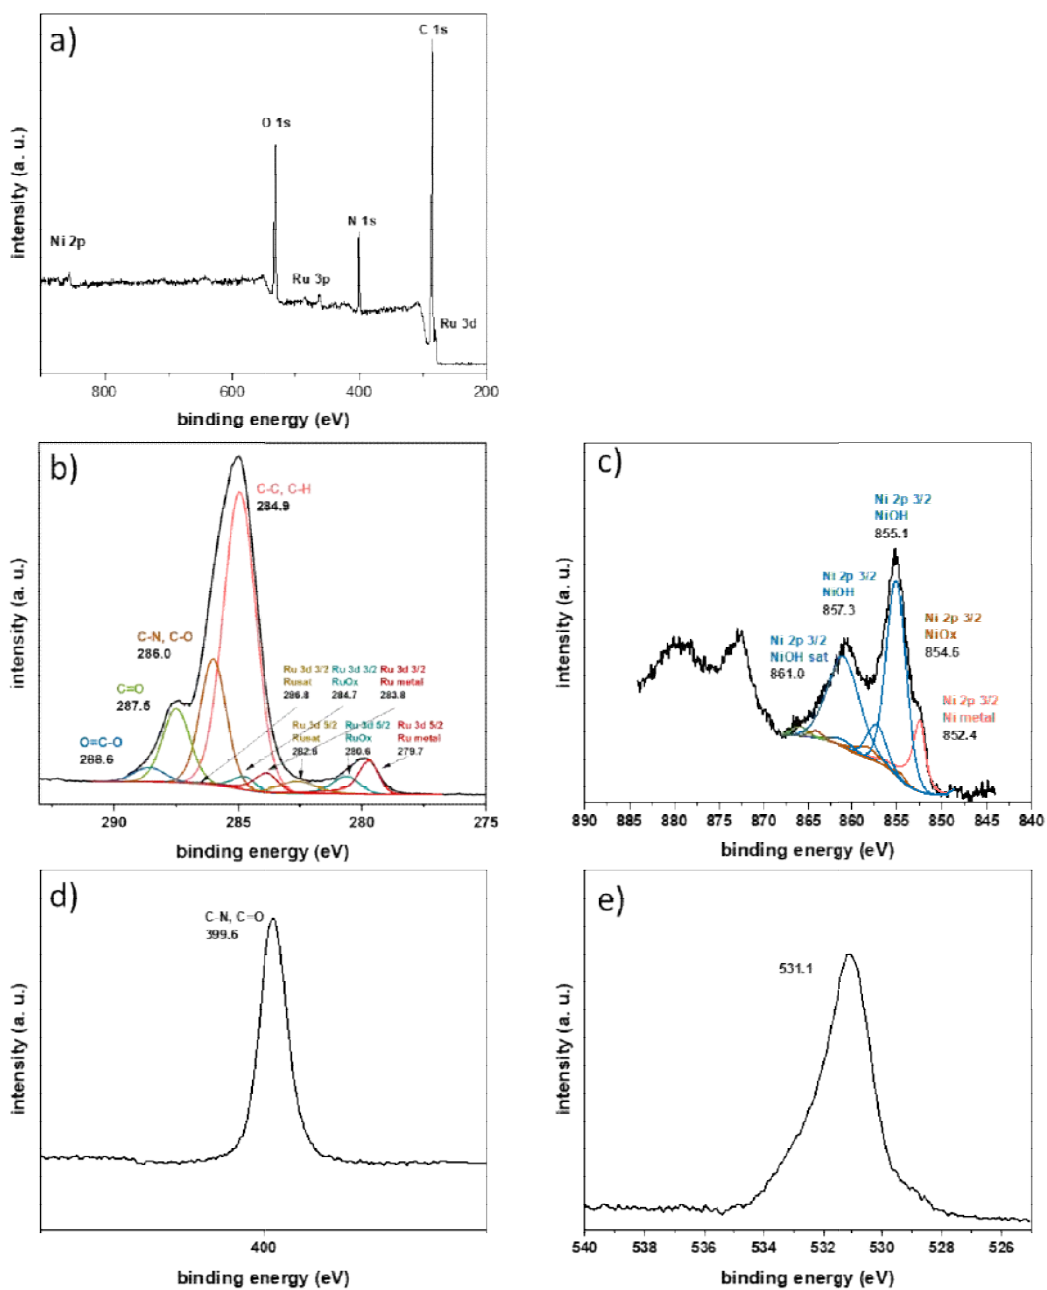 a)
C 1s
O 1s
N 1s
Ni 2p
Ru 3p
Ru 3d
intensity (a. u.)
800
600
400
200
binding energy (eV)
b)
C-C, C-H
284.9
C-N, C-O
286.0
C=O
287.5
O=C-O
288.6
Ru 3d 3/2 Ru 3d 3/2 Ru 3d 3/2
Rusat RuOx Ru metal
286.8 284.7 283.8
Ru 3d 5/2 Ru 3d 5/2 Ru 3d 5/2
Rusat RuOx Ru metal
282.5 280.6 279.7
intensity (a. u.)
290
285
280
275
binding energy (eV)
c)
Ni 2p 3/2
NiOH
855.1
Ni 2p 3/2
NiOH
857.3
Ni 2p 3/2
NiOx
854.6
Ni 2p 3/2
NiOH sat
861.0
Ni 2p 3/2
Ni metal
852.4
intensity (a. u.)
890 885 880 875 870 865 860 855 850 845 840
binding energy (eV)
d)
C-N, C=O
399.6
intensity (a. u.)
400
binding energy (eV)
e)
531.1
intensity (a. u.)
540 538 536 534 532 530 528 526
binding energy (eV)